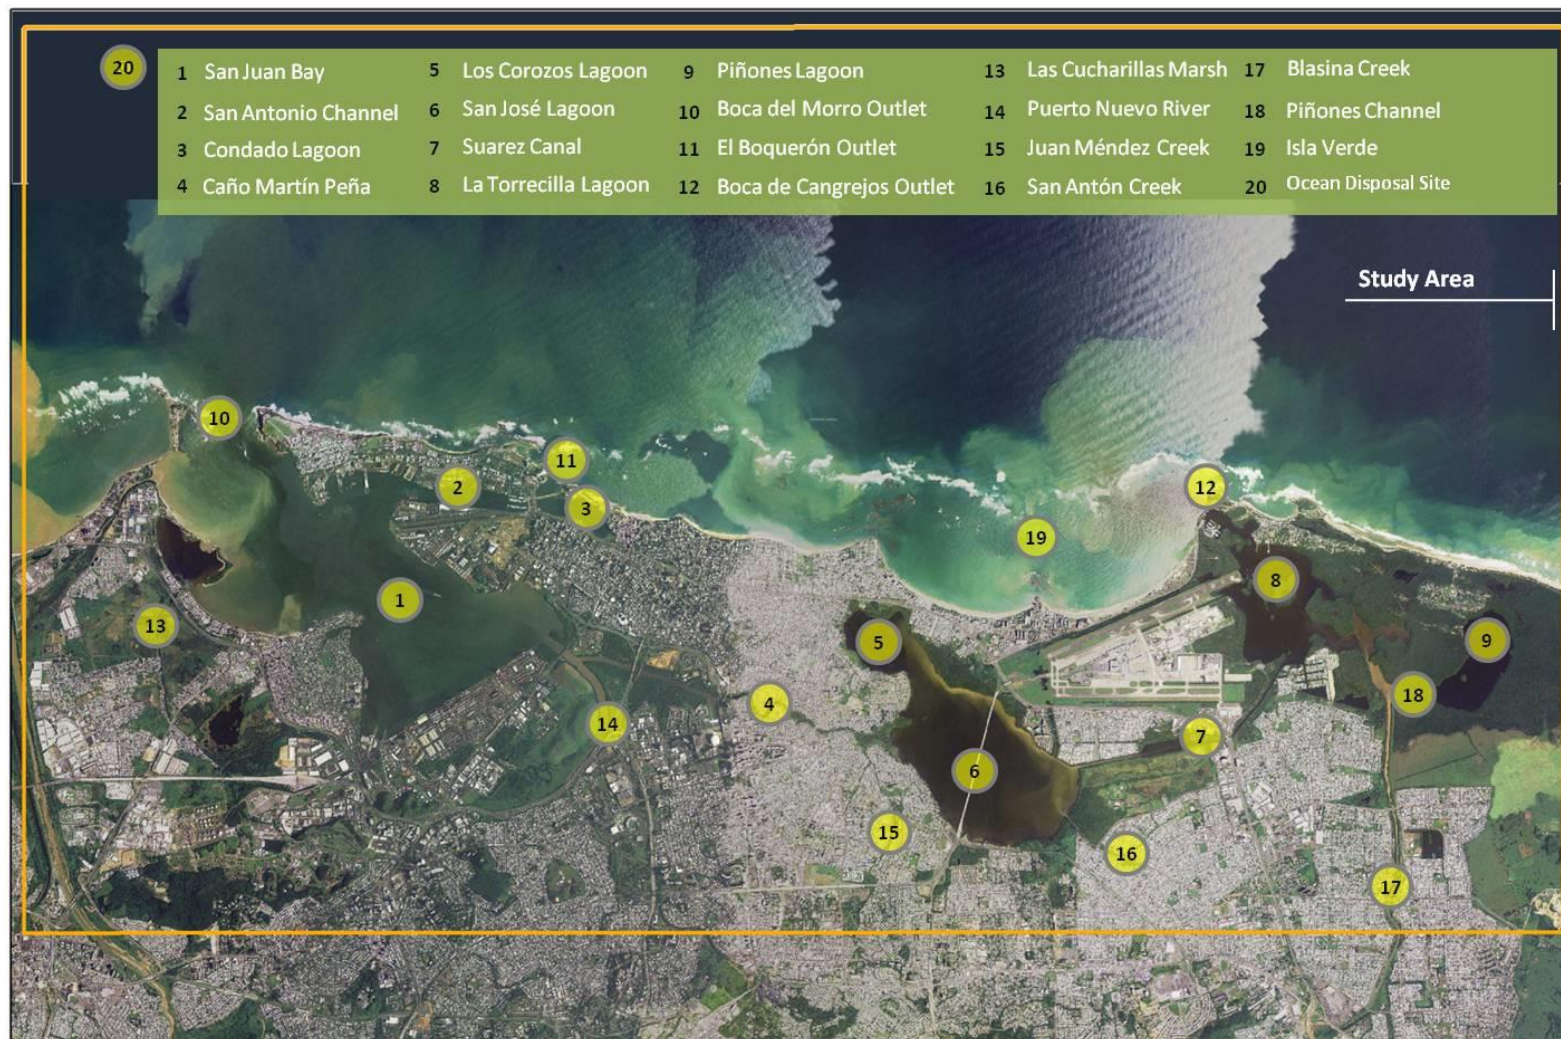 20
1 San Juan Bay
2 San Antonio Channel
3 Condado Lagoon
4 Caño Martín Peña
5 Los Corozos Lagoon
6 San José Lagoon
7 Suarez Canal
8 La Torrecilla Lagoon
9 Piñones Lagoon
10 Boca del Morro Outlet
11 El Boquerón Outlet
12 Boca de Cangrejos Outlet
13 Las Cucharillas Marsh
14 Puerto Nuevo River
15 Juan Méndez Creek
16 San Antón Creek
17 Blasina Creek
18 Piñones Channel
19 Isla Verde
20 Ocean Disposal Site
Study Area
10
11
2
3
12
19
8
1
13
5
9
4
14
18
7
6
15
16
17